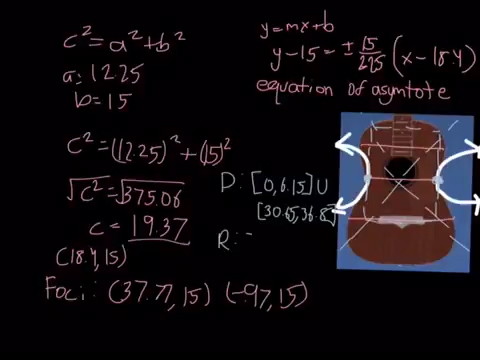 c² = a² + b²
a: 12.25
b = 15
c² = (12.25)² + (15)²
√c² = √375.06
c = 19.37
(18.4, 15)
Foci: (37.77, 15) (-.97, 15)
y = mx + b
y - 15 = ± 15/ (x - 18.4)
equation of asymtote
D: [0, 6.15] U
[30.65, 36.8]
R: -